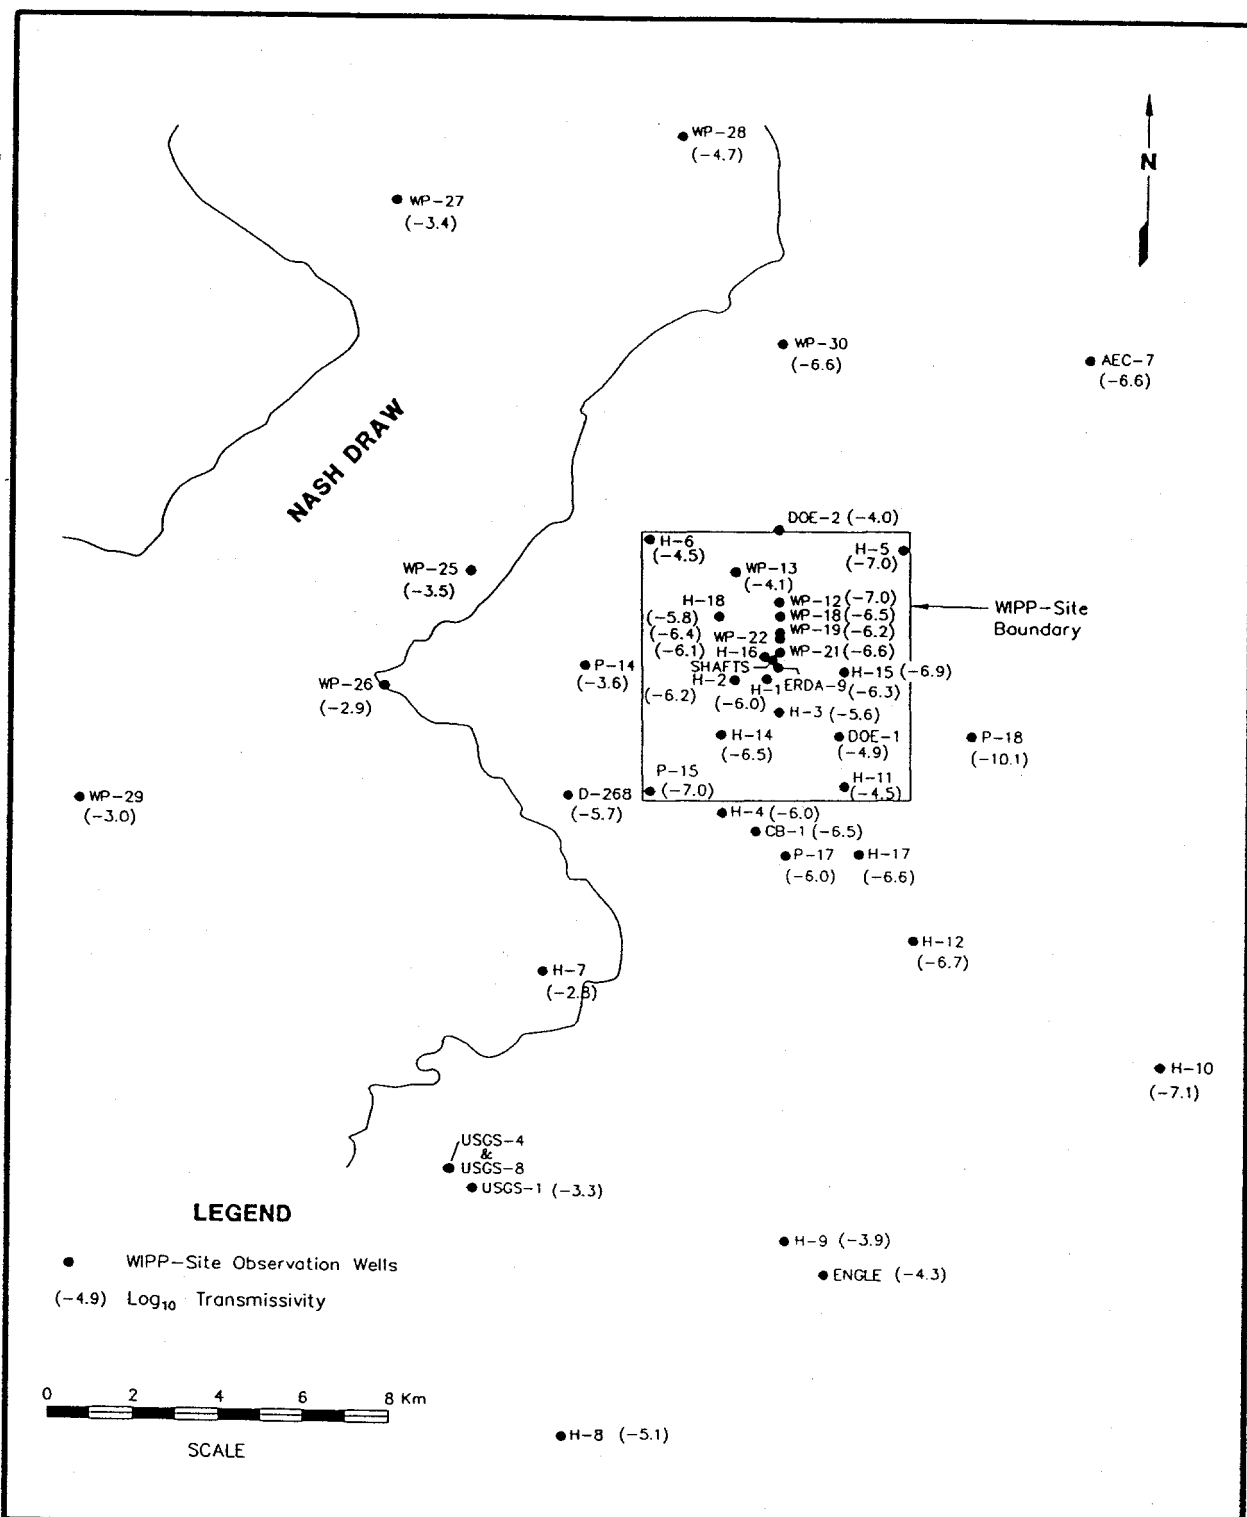 WP-28
(-4.7)
WP-27
(-3.4)
N
WP-30
(-6.6)
AEC-7
(-6.6)
NASH DRAW
DOE-2 (-4.0)
H-6
(-4.5)
H-5
(-7.0)
WP-13
(-4.1)
WP-25
(-3.5)
H-18
(-5.8)
WP-12 (-7.0)
WP-18 (-6.5)
WP-19 (-6.2)
(-6.4)
WP-22
(-6.1)
H-16
WP-21 (-6.6)
SHAFTS
WIPP-Site
Boundary
P-14
(-3.6)
H-2
(-6.2)
H-1
(-6.0)
ERDA-9
(-6.3)
H-15 (-6.9)
WP-26
(-2.9)
H-3 (-5.6)
H-14
(-6.5)
DOE-1
(-4.9)
P-18
(-10.1)
P-15
(-7.0)
H-11
(-4.5)
WP-29
(-3.0)
D-268
(-5.7)
H-4 (-6.0)
CB-1 (-6.5)
P-17
(-6.0)
H-17
(-6.6)
H-12
(-6.7)
H-7
(-2.8)
H-10
(-7.1)
USGS-4
&
USGS-8
USGS-1 (-3.3)
H-9 (-3.9)
ENGLE (-4.3)
LEGEND
WIPP-Site Observation Wells
(-4.9) Log₁₀ Transmissivity
0 2 4 6 8 Km
SCALE
H-8 (-5.1)